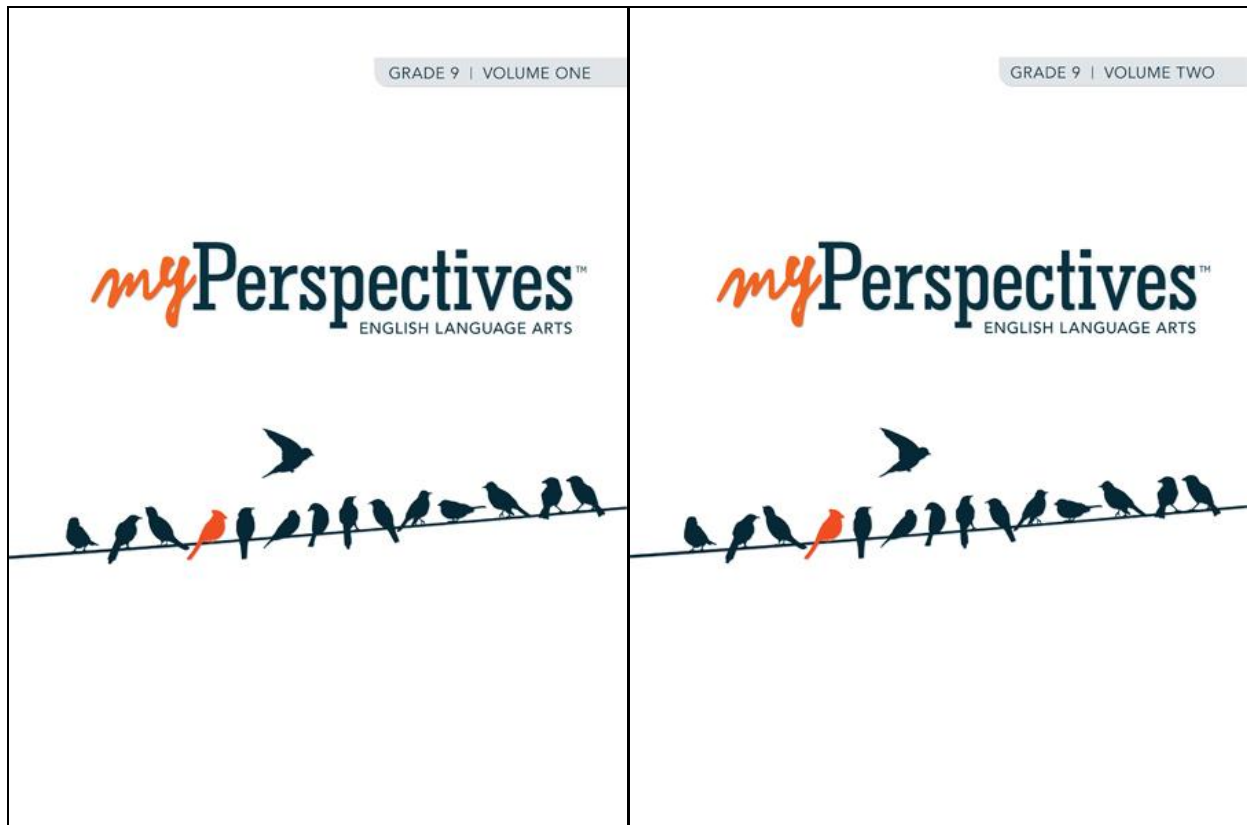 GRADE 9 | VOLUME ONE
myPerspectives™
ENGLISH LANGUAGE ARTS
GRADE 9 | VOLUME TWO
myPerspectives™
ENGLISH LANGUAGE ARTS